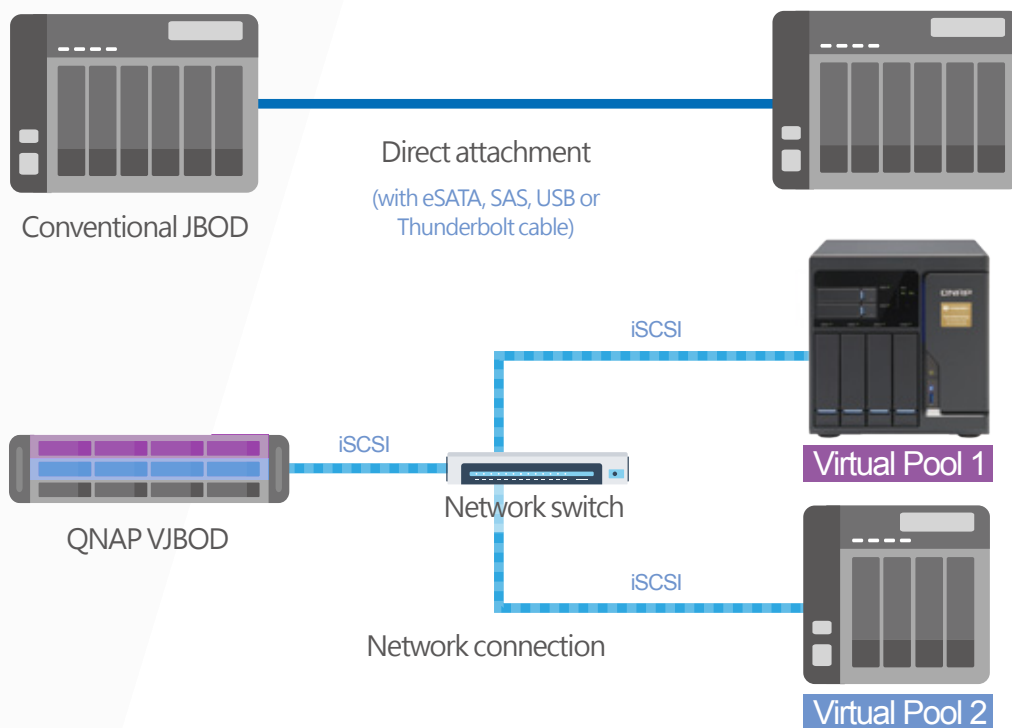 Direct attachment
(with eSATA, SAS, USB or
Thunderbolt cable)
Conventional JBOD
QNAP
iSCSI
iSCSI
Virtual Pool 1
Network switch
QNAP VJBOD
iSCSI
Network connection
Virtual Pool 2